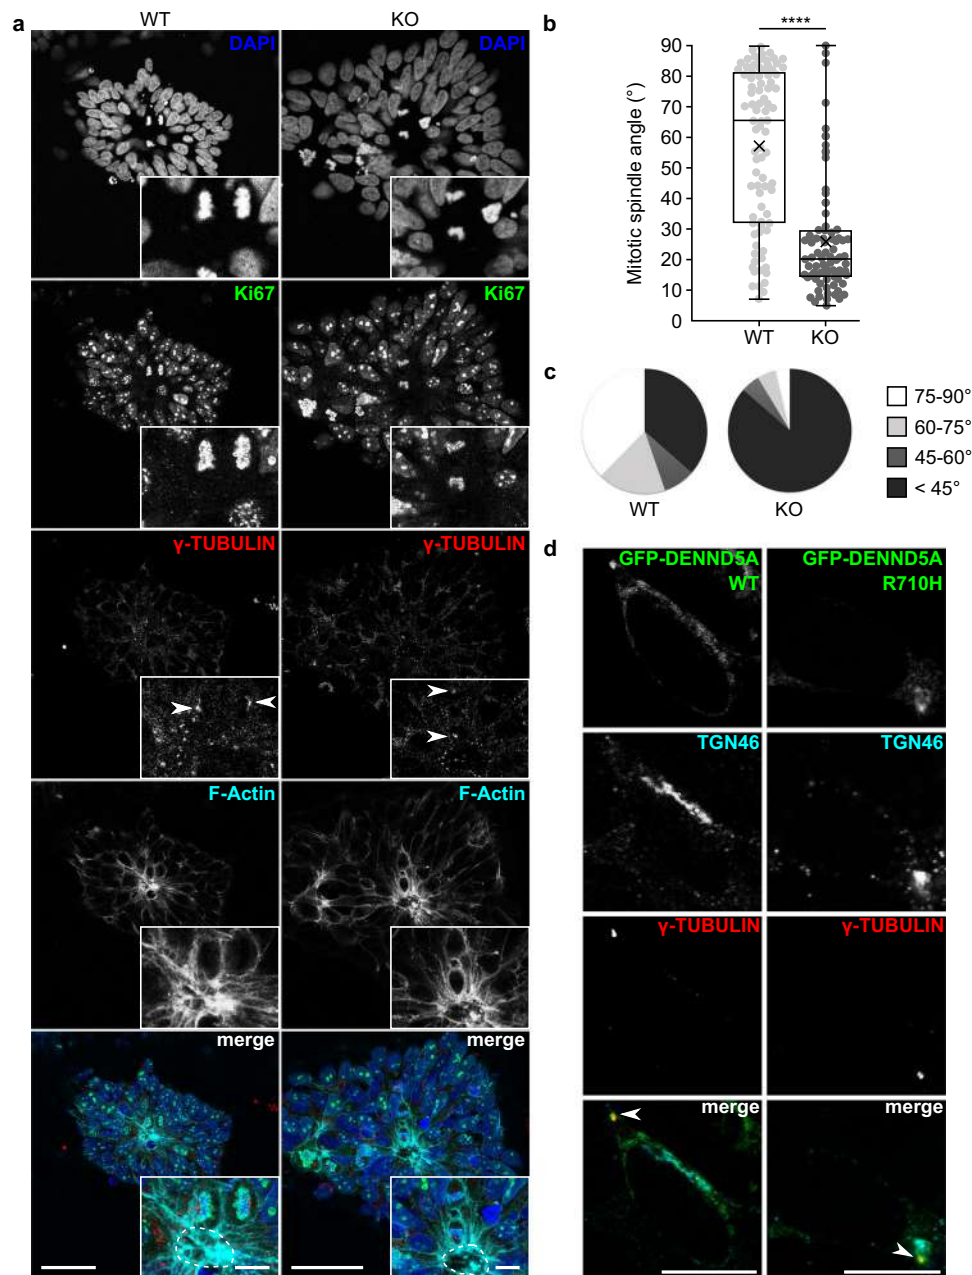 a
WT
KO
DAPI
DAPI
Ki67
Ki67
γ-TUBULIN
γ-TUBULIN
F-Actin
F-Actin
merge
merge
b
****
Mitotic spindle angle (°)
90
80
70
60
50
40
30
20
10
0
WT
KO
c
WT
KO
75-90°
60-75°
45-60°
< 45°
d
GFP-DENND5A
WT
GFP-DENND5A
R710H
TGN46
TGN46
γ-TUBULIN
γ-TUBULIN
merge
merge